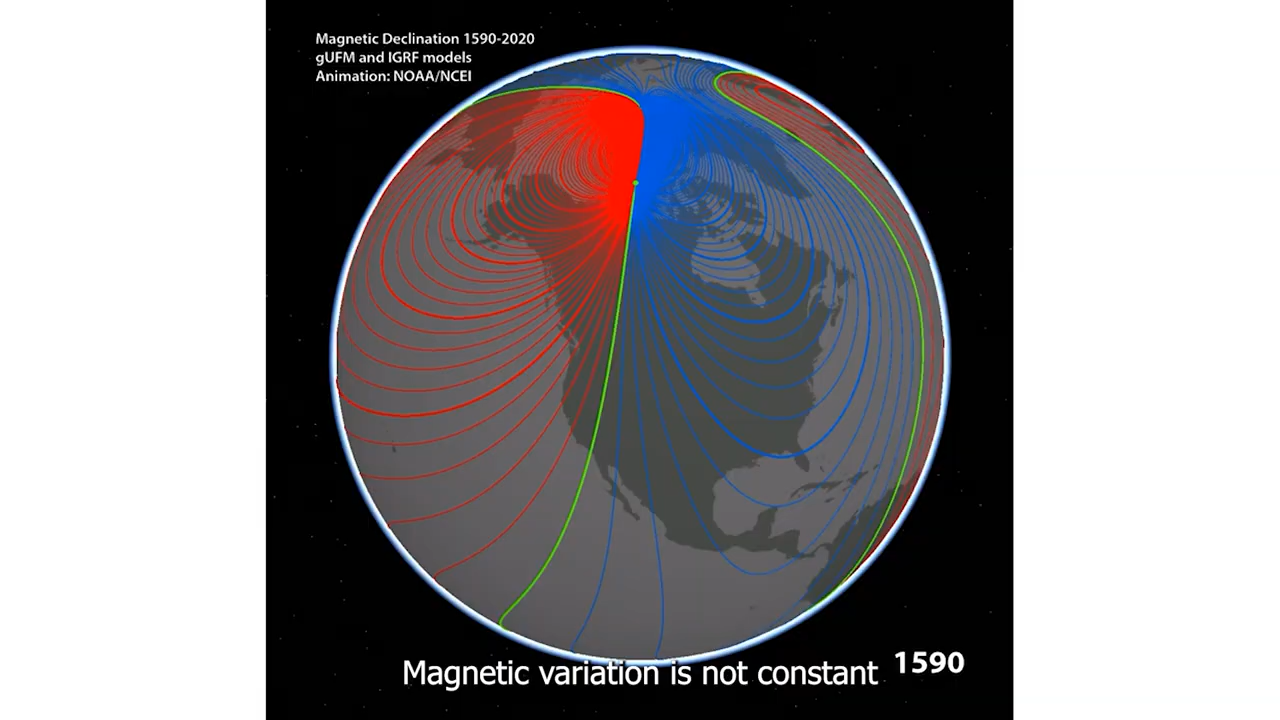 Magnetic Declination 1590-2020
gUFM and IGRF models
Animation: NOAA/NCEI
Magnetic variation is not constant
1590